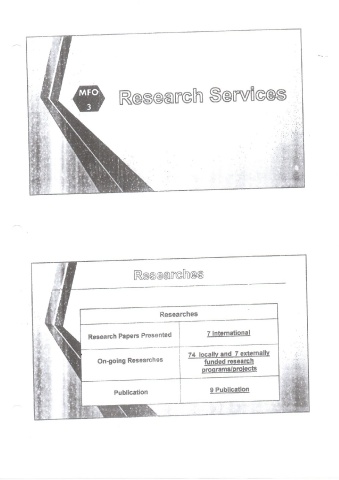 MFO
3
Research Services
Researches
Researches
Research Papers Presented
7 International
On-going Researches
74 locally and 7 externally
funded research
programs/projects
Publication
9 Publication